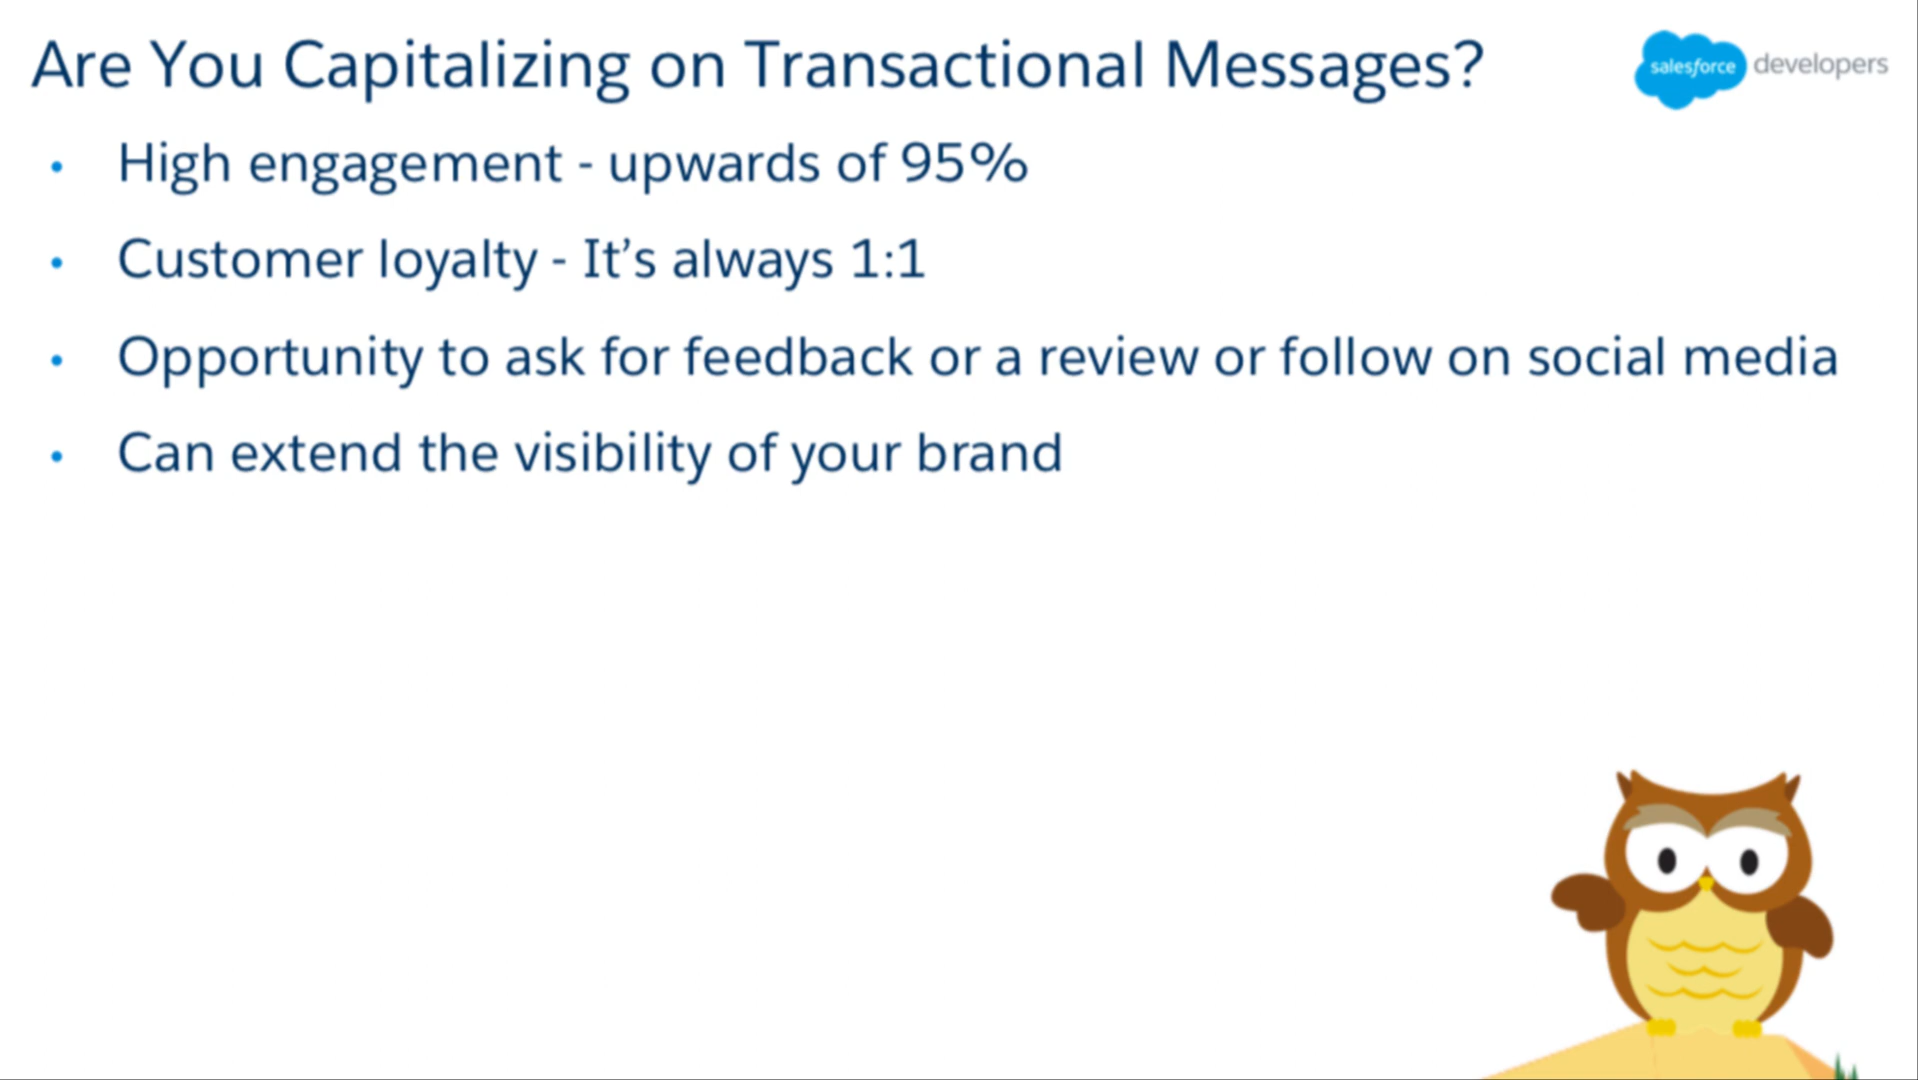 Are You Capitalizing on Transactional Messages?
salesforce developers
• High engagement - upwards of 95%
• Customer loyalty - It’s always 1:1
• Opportunity to ask for feedback or a review or follow on social media
• Can extend the visibility of your brand